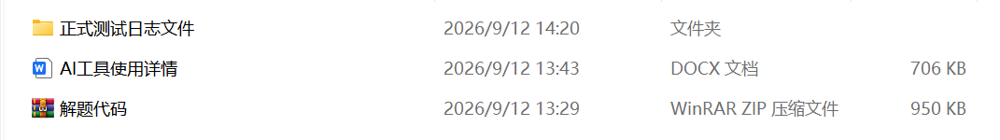 正式测试日志文件 2026/9/12 14:20 文件夹
AI工具使用详情 2026/9/12 13:43 DOCX 文档 706 KB
解题代码 2026/9/12 13:29 WinRAR ZIP 压缩文件 950 KB